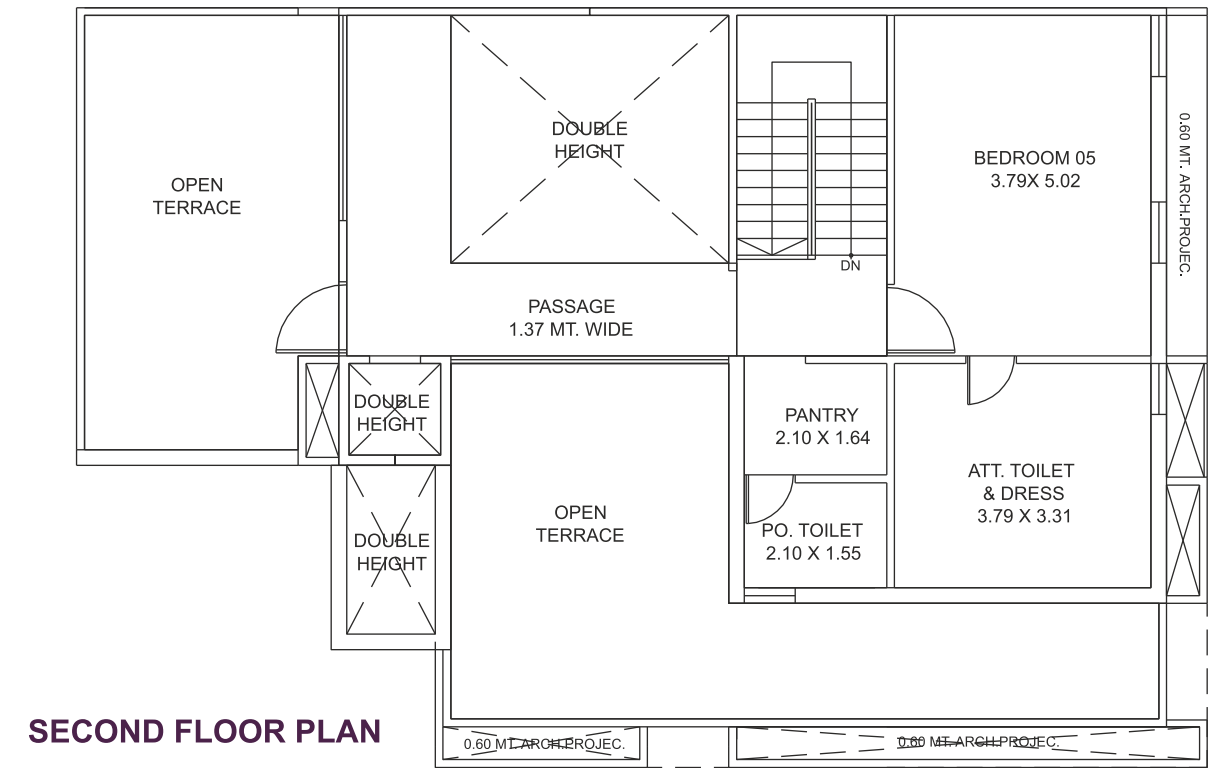 DOUBLE
HEIGHT
OPEN
TERRACE
BEDROOM 05
3.79X 5.02
0.60 MT. ARCH.PROJEC.
DN
PASSAGE
1.37 MT. WIDE
DOUBLE
HEIGHT
PANTRY
2.10 X 1.64
ATT. TOILET
& DRESS
3.79 X 3.31
OPEN
TERRACE
PO. TOILET
2.10 X 1.55
DOUBLE
HEIGHT
SECOND FLOOR PLAN
0.60 MT.ARCH.PROJEC.
0.60 MT.ARCH.PROJEC.